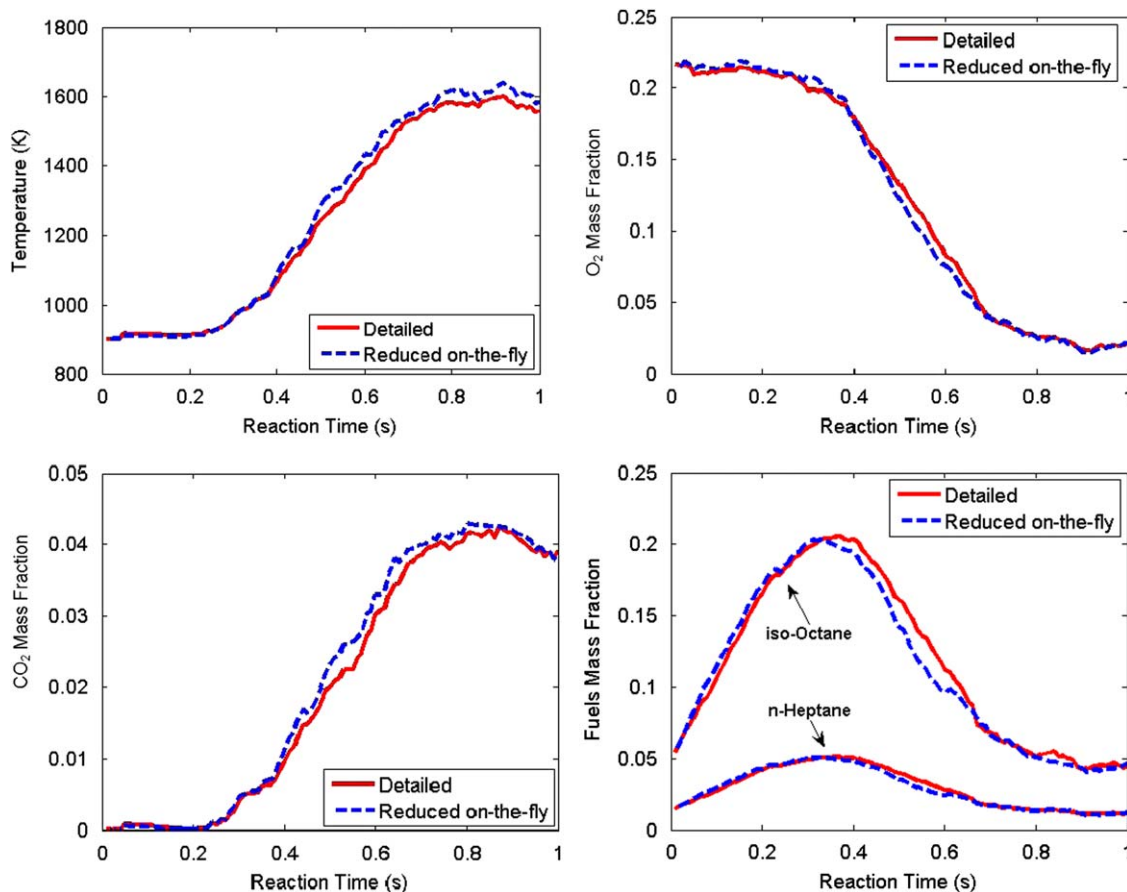 1800
1600
1400
1200
1000
800
Temperature (K)
Detailed
Reduced on-the-fly
0
0.2
0.4
0.6
0.8
1
Reaction Time (s)
0.25
0.2
0.15
0.1
0.05
0
O₂ Mass Fraction
Detailed
Reduced on-the-fly
0
0.2
0.4
0.6
0.8
1
Reaction Time (s)
0.05
0.04
0.03
0.02
0.01
0
CO₂ Mass Fraction
Detailed
Reduced on-the-fly
0
0.2
0.4
0.6
0.8
1
Reaction Time (s)
0.25
0.2
0.15
0.1
0.05
0
Fuels Mass Fraction
Detailed
Reduced on-the-fly
iso-Octane
n-Heptane
0
0.2
0.4
0.6
0.8
1
Reaction Time (s)